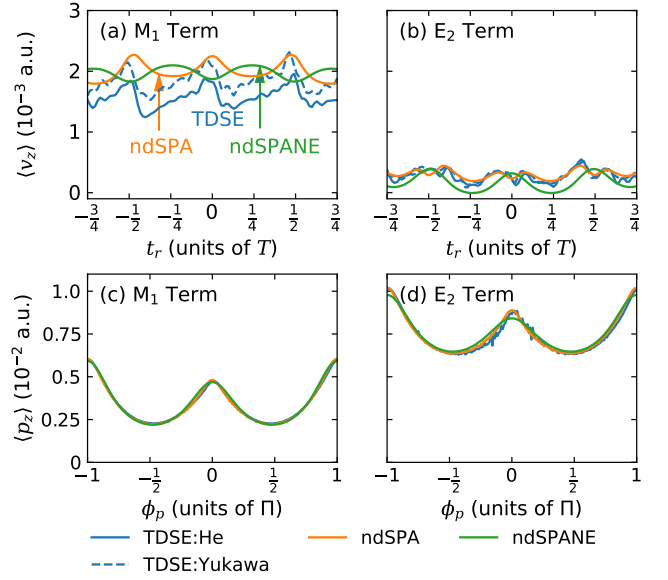 (a) M₁ Term
(b) E₂ Term
⟨v_z⟩ (10⁻³ a.u.)
3
2
1
0
TDSE
ndSPA
ndSPANE
−3/4 −1/2 −1/4 0 1/4 1/2 3/4
−3/4 −1/2 −1/4 0 1/4 1/2 3/4
t_r (units of T)
t_r (units of T)
(c) M₁ Term
(d) E₂ Term
⟨p_z⟩ (10⁻² a.u.)
1.0
0.75
0.5
0.25
0
−1 −1/2 0 1/2 1
−1 −1/2 0 1/2 1
ϕ_p (units of Π)
ϕ_p (units of Π)
TDSE:He
ndSPA
ndSPANE
TDSE:Yukawa